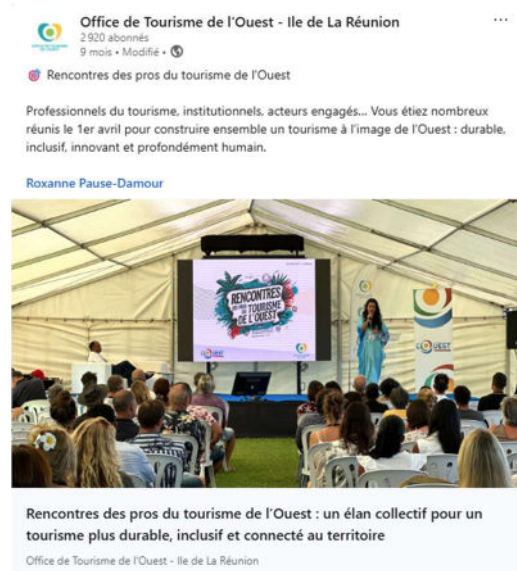 Office de Tourisme de l'Ouest - Ile de La Réunion
2 920 abonnés
9 mois • Modifié •
🎯 Rencontres des pros du tourisme de l'Ouest
Professionnels du tourisme, institutionnels, acteurs engagés... Vous étiez nombreux
réunis le 1er avril pour construire ensemble un tourisme à l'image de l'Ouest : durable,
inclusif, innovant et profondément humain.
Roxanne Pause-Damour
RENCONTRES
DES PROS DU TOURISME
DE L'OUEST
OUEST
OUEST
Rencontres des pros du tourisme de l'Ouest : un élan collectif pour un
tourisme plus durable, inclusif et connecté au territoire
Office de Tourisme de l'Ouest - Ile de La Réunion